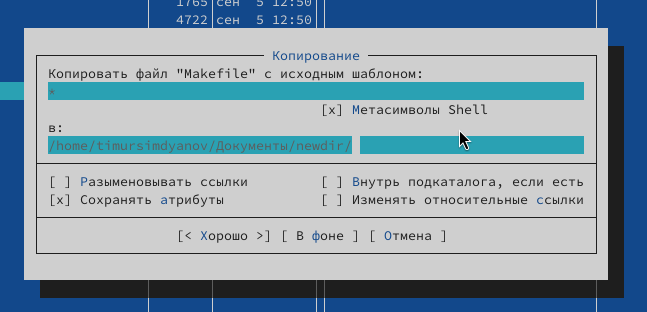 1765 сен  5 12:50
4722 сен  5 12:50
Копирование
Копировать файл "Makefile" с исходным шаблоном:
*
[x] Метасимволы Shell
в:
/home/timursimdyanov/Документы/newdir/
[ ] Разыменовывать ссылки [ ] Внутрь подкаталога, если есть
[x] Сохранять атрибуты [ ] Изменять относительные ссылки
[< Хорошо >] [ В фоне ] [ Отмена ]